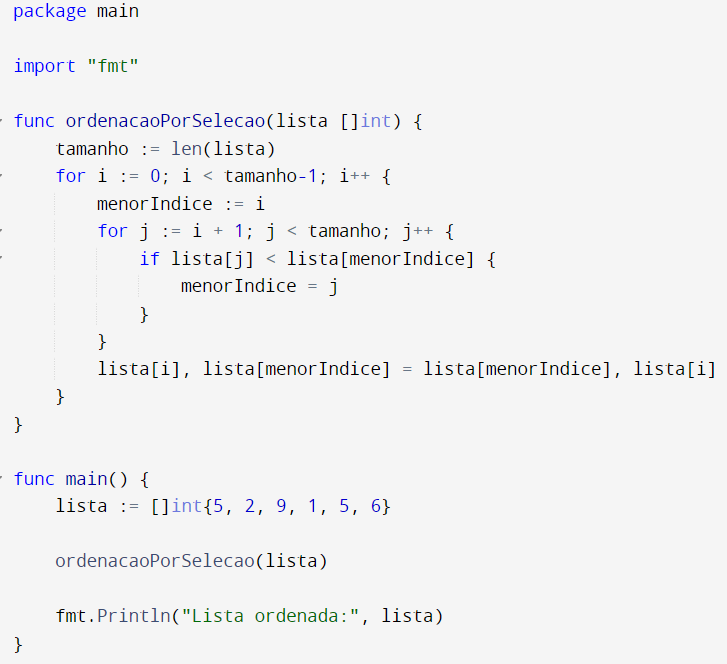 package main
import "fmt"
func ordenacaoPorSelecao(lista []int) {
    tamanho := len(lista)
    for i := 0; i < tamanho-1; i++ {
        menorIndice := i
        for j := i + 1; j < tamanho; j++ {
            if lista[j] < lista[menorIndice] {
                menorIndice = j
            }
        }
        lista[i], lista[menorIndice] = lista[menorIndice], lista[i]
    }
}
func main() {
    lista := []int{5, 2, 9, 1, 5, 6}
    ordenacaoPorSelecao(lista)
    fmt.Println("Lista ordenada:", lista)
}